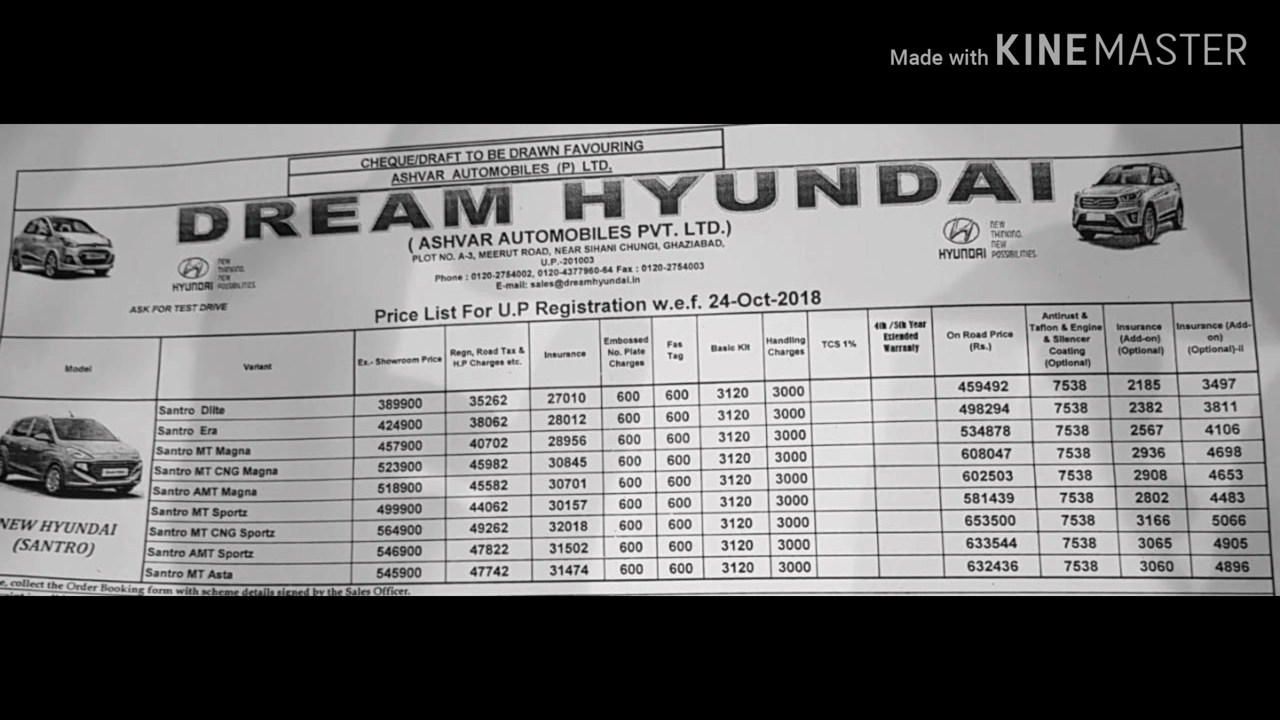 Made with KINEMASTER
CHEQUE/DRAFT TO BE DRAWN FAVOURING
ASHVAR AUTOMOBILES (P) LTD.
DREAM HYUNDAI
( ASHVAR AUTOMOBILES PVT. LTD.)
PLOT NO. A-3, MEERUT ROAD, NEAR SIHANI CHUNGI, GHAZIABAD,
U.P.-201003
Phone : 0120-2754002, 0120-4377960-64 Fax : 0120-2754003
E-mail: sales@dreamhyundai.in
HYUNDAI NEW THINKING. NEW POSSIBILITIES.
HYUNDAI NEW THINKING. NEW POSSIBILITIES.
ASK FOR TEST DRIVE
Price List For U.P Registration w.e.f. 24-Oct-2018
Model Varient Ex.- Showroom Price Regn, Road Tax & H.P Charges etc. Insurance Embossed No. Plate Charges Fas Tag Basic Kit Handling Charges TCS 1% 4th /5th Year Extended Warranty On Road Price (Rs.) Antirust & Taflon & Engine & Silencer Coating (Optional) Insurance (Add-on) (Optional) Insurance (Add-on) (Optional)-II
Santro Dlite 389900 35262 27010 600 600 3120 3000 459492 7538 2185 3497
Santro Era 424900 38062 28012 600 600 3120 3000 498294 7538 2382 3811
Santro MT Magna 457900 40702 28956 600 600 3120 3000 534878 7538 2567 4106
Santro MT CNG Magna 523900 45982 30845 600 600 3120 3000 608047 7538 2936 4698
Santro AMT Magna 518900 45582 30701 600 600 3120 3000 602503 7538 2908 4653
Santro MT Sportz 499900 44062 30157 600 600 3120 3000 581439 7538 2802 4483
Santro MT CNG Sportz 564900 49262 32018 600 600 3120 3000 653500 7538 3166 5066
Santro AMT Sportz 546900 47822 31502 600 600 3120 3000 633544 7538 3065 4905
Santro MT Asta 545900 47742 31474 600 600 3120 3000 632436 7538 3060 4896
NEW HYUNDAI
(SANTRO)
e, collect the Order Booking form with scheme details signed by the Sales Officer.